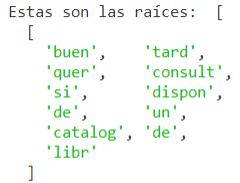 Estas son las raíces:  [
  [
    'buen',    'tard',
    'quer',    'consult',
    'si',      'dispon',
    'de',      'un',
    'catalog', 'de',
    'libr'
  ]